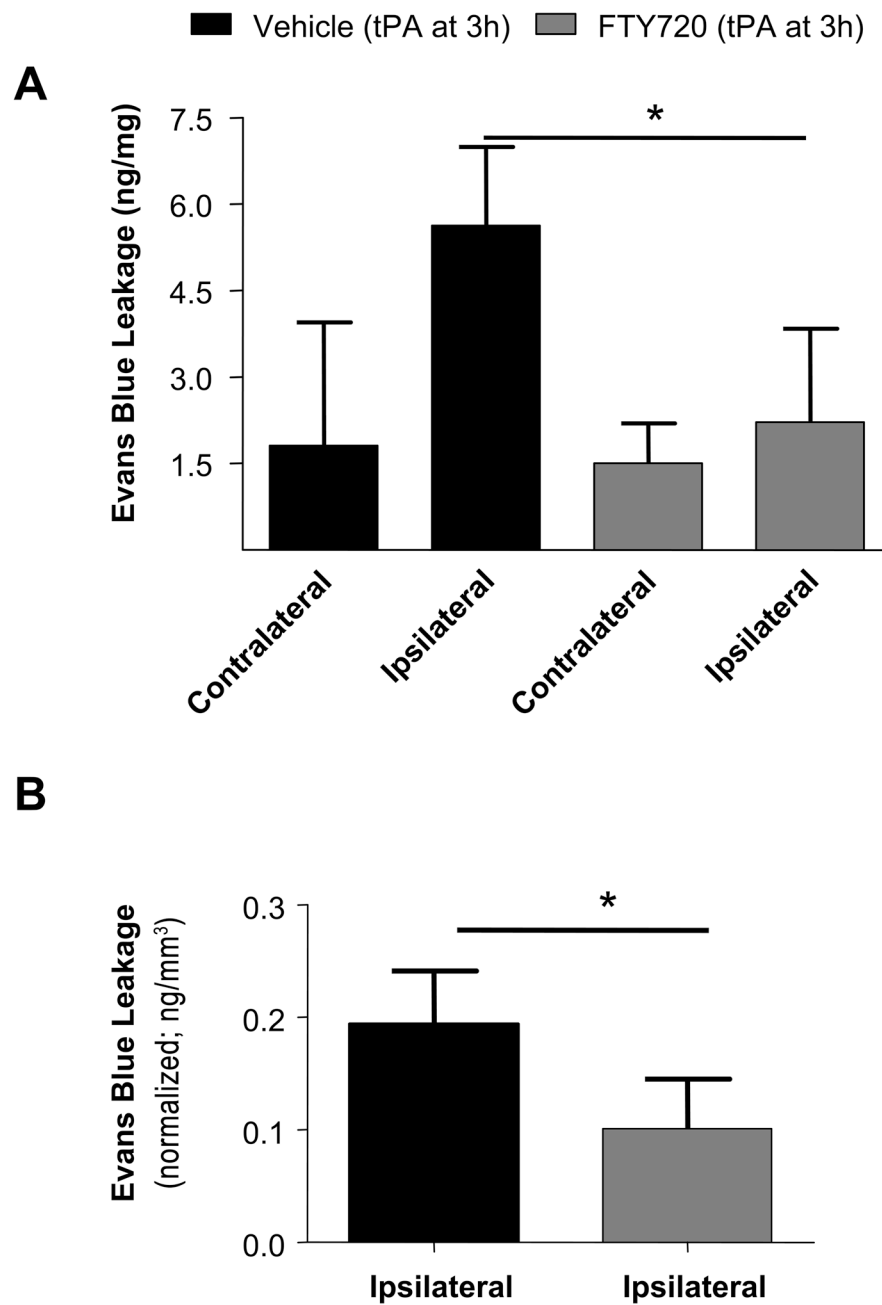 Vehicle (tPA at 3h) FTY720 (tPA at 3h)
A
Evans Blue Leakage (ng/mg)
7.5
6.0
4.5
3.0
1.5
*
Contralateral
Ipsilateral
Contralateral
Ipsilateral
B
Evans Blue Leakage
(normalized; ng/mm³)
0.3
0.2
0.1
0.0
*
Ipsilateral
Ipsilateral